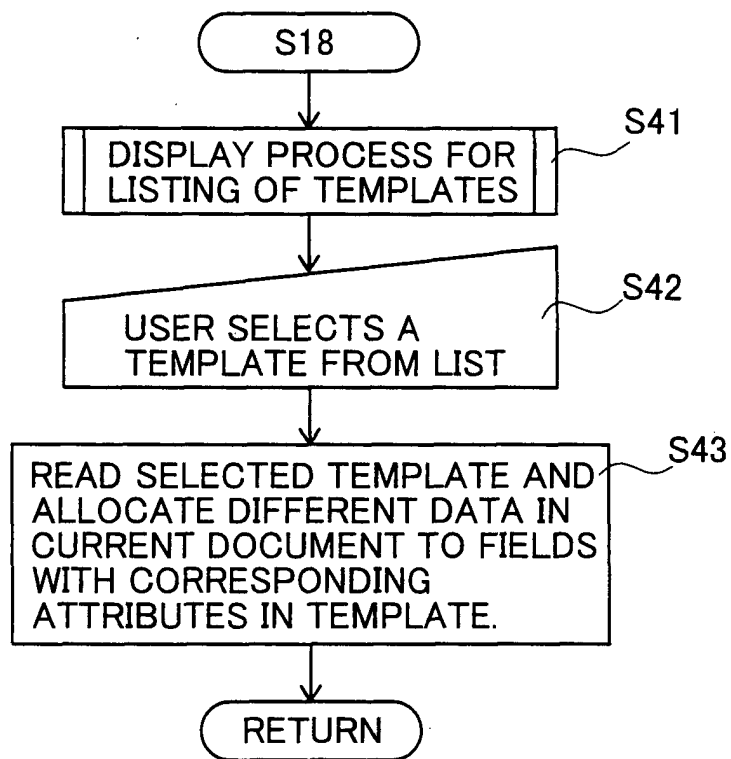 S18
DISPLAY PROCESS FOR
LISTING OF TEMPLATES
S41
USER SELECTS A
TEMPLATE FROM LIST
S42
READ SELECTED TEMPLATE AND
ALLOCATE DIFFERENT DATA IN
CURRENT DOCUMENT TO FIELDS
WITH CORRESPONDING
ATTRIBUTES IN TEMPLATE.
S43
RETURN